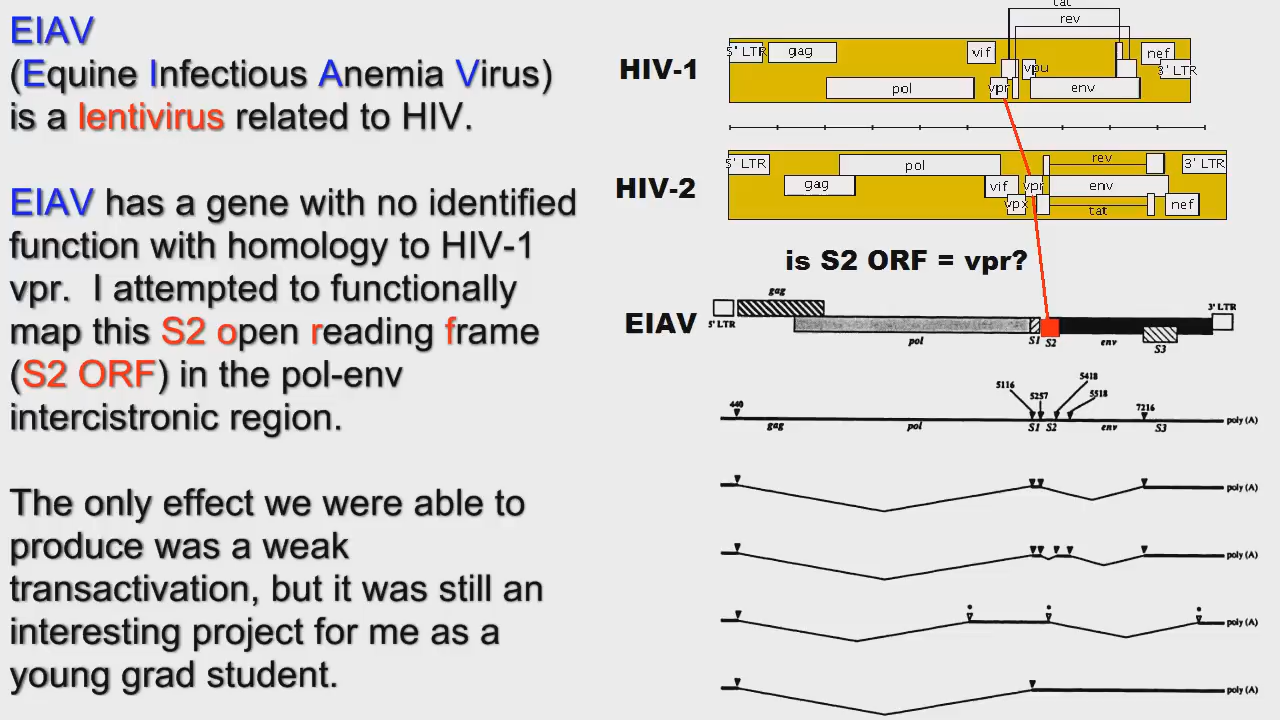 EIAV
(Equine Infectious Anemia Virus)
is a lentivirus related to HIV.
EIAV has a gene with no identified
function with homology to HIV-1
vpr. I attempted to functionally
map this S2 open reading frame
(S2 ORF) in the pol-env
intercistronic region.
The only effect we were able to
produce was a weak
transactivation, but it was still an
interesting project for me as a
young grad student.
tat
rev
HIV-1
5' LTR gag vif vpu nef
3' LTR
pol vpr env
HIV-2
5' LTR pol rev 3' LTR
gag vif vpr env
vpx tat nef
is S2 ORF = vpr?
EIAV
gag
5' LTR
3' LTR
pol S1 S2 env S3
5116 5257 5418 5518
440 7216
gag pol S1 S2 env S3 poly (A)
poly (A)
poly (A)
poly (A)
poly (A)